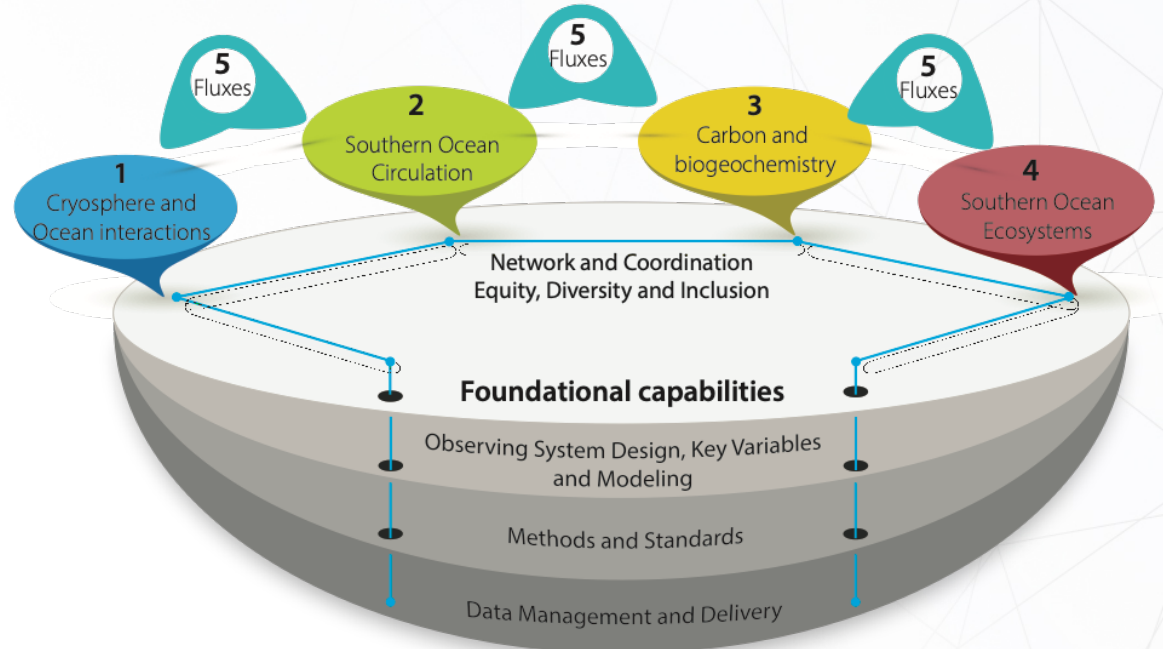 5
Fluxes
5
Fluxes
5
Fluxes
1
Cryosphere and
Ocean interactions
2
Southern Ocean
Circulation
3
Carbon and
biogeochemistry
4
Southern Ocean
Ecosystems
Network and Coordination
Equity, Diversity and Inclusion
Foundational capabilities
Observing System Design, Key Variables
and Modeling
Methods and Standards
Data Management and Delivery